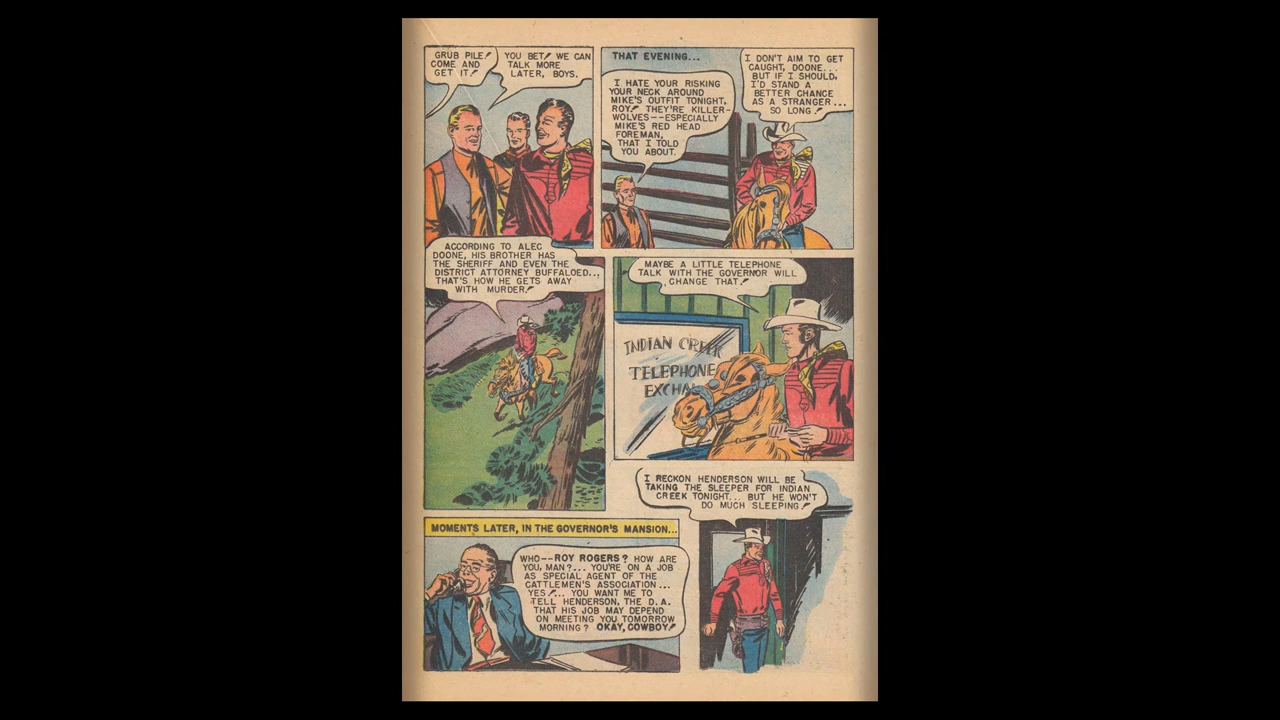 GRUB PILE!
COME AND
GET IT!
YOU BET! WE CAN
TALK MORE
LATER, BOYS.
THAT EVENING...
I HATE YOUR RISKING
YOUR NECK AROUND
MIKE'S OUTFIT TONIGHT,
ROY! THEY'RE KILLER-
WOLVES--ESPECIALLY
MIKE'S RED HEAD
FOREMAN,
THAT I TOLD
YOU ABOUT.
I DON'T AIM TO GET
CAUGHT, DOONE...
BUT IF I SHOULD,
I'D STAND A
BETTER CHANCE
AS A STRANGER...
SO LONG!
ACCORDING TO ALEC
DOONE, HIS BROTHER HAS
THE SHERIFF AND EVEN THE
DISTRICT ATTORNEY BUFFALOED...
THAT'S HOW HE GETS AWAY
WITH MURDER!
MAYBE A LITTLE TELEPHONE
TALK WITH THE GOVERNOR WILL
CHANGE THAT!
INDIAN CREEK
TELEPHONE
EXCHA
MOMENTS LATER, IN THE GOVERNOR'S MANSION...
WHO--ROY ROGERS? HOW ARE
YOU, MAN?... YOU'RE ON A JOB
AS SPECIAL AGENT OF THE
CATTLEMEN'S ASSOCIATION...
YES!... YOU WANT ME TO
TELL HENDERSON, THE D.A.
THAT HIS JOB MAY DEPEND
ON MEETING YOU TOMORROW
MORNING? OKAY, COWBOY!
I RECKON HENDERSON WILL BE
TAKING THE SLEEPER FOR INDIAN
CREEK TONIGHT... BUT HE WON'T
DO MUCH SLEEPING!